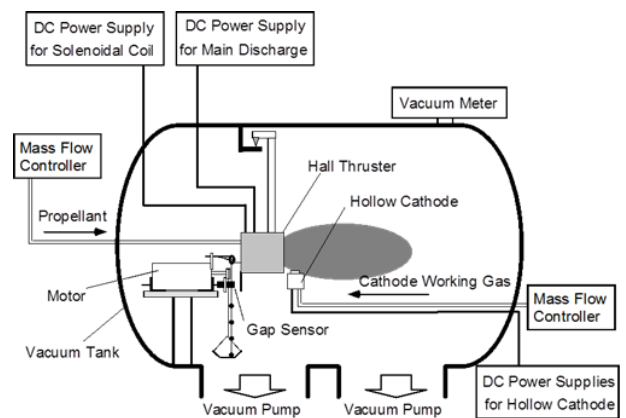 DC Power Supply
for Solenoidal Coil
DC Power Supply
for Main Discharge
Vacuum Meter
Mass Flow
Controller
Hall Thruster
Hollow Cathode
Propellant
Motor
Cathode Working Gas
Gap Sensor
Mass Flow
Controller
Vacuum Tank
DC Power Supplies
for Hollow Cathode
Vacuum Pump
Vacuum Pump